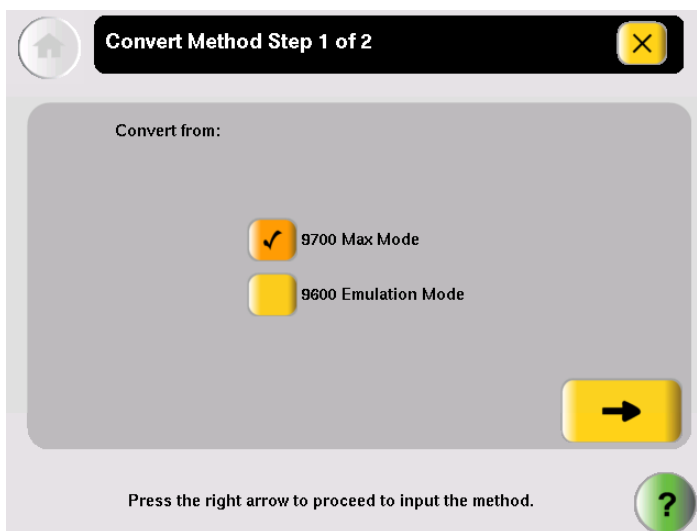 Convert Method Step 1 of 2
Convert from:
9700 Max Mode
9600 Emulation Mode
Press the right arrow to proceed to input the method.
?